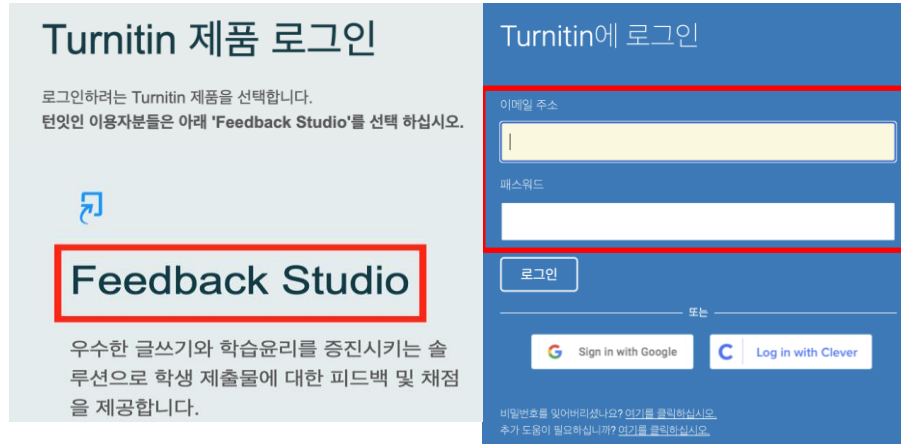 Turnitin 제품 로그인
로그인하려는 Turnitin 제품을 선택합니다.
턴잇인 이용자분들은 아래 'Feedback Studio'를 선택 하십시오.
Feedback Studio
우수한 글쓰기와 학습윤리를 증진시키는 솔
루션으로 학생 제출물에 대한 피드백 및 채점
을 제공합니다.
Turnitin에 로그인
이메일 주소
패스워드
로그인
또는
Sign in with Google
Log in with Clever
비밀번호를 잊어버리셨나요? 여기를 클릭하십시오.
추가 도움이 필요하십니까? 여기를 클릭하십시오.